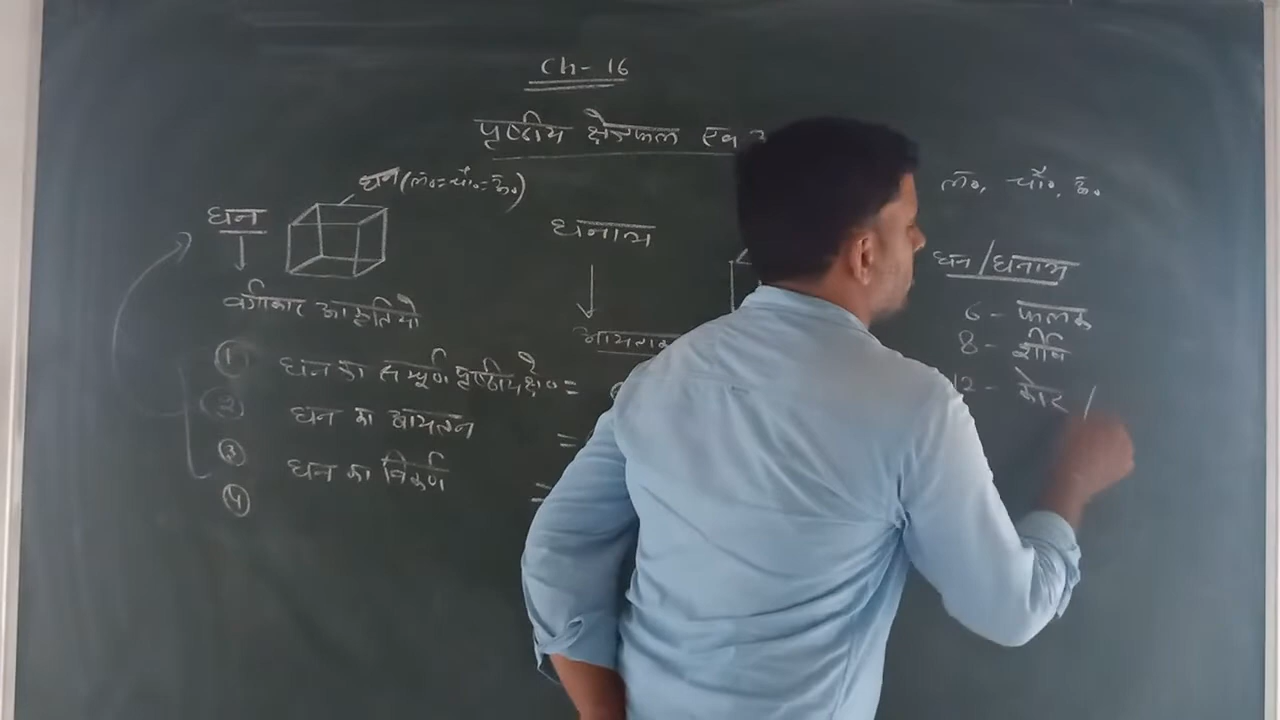 Ch- 16
पृष्ठीय क्षेत्रफल एवं
घन (लं०=चौ०=ऊं०)
लं०, चौ०, ऊं०
घन
घनाभ
घन/घनाभ
वर्गाकार आकृतियो
6 - फलक
8 - शीर्ष
12 - कोर /
① घन का सम्पूर्ण पृष्ठीय क्षे० =
② घन का आयतन =
③ घन का विकर्ण =
④